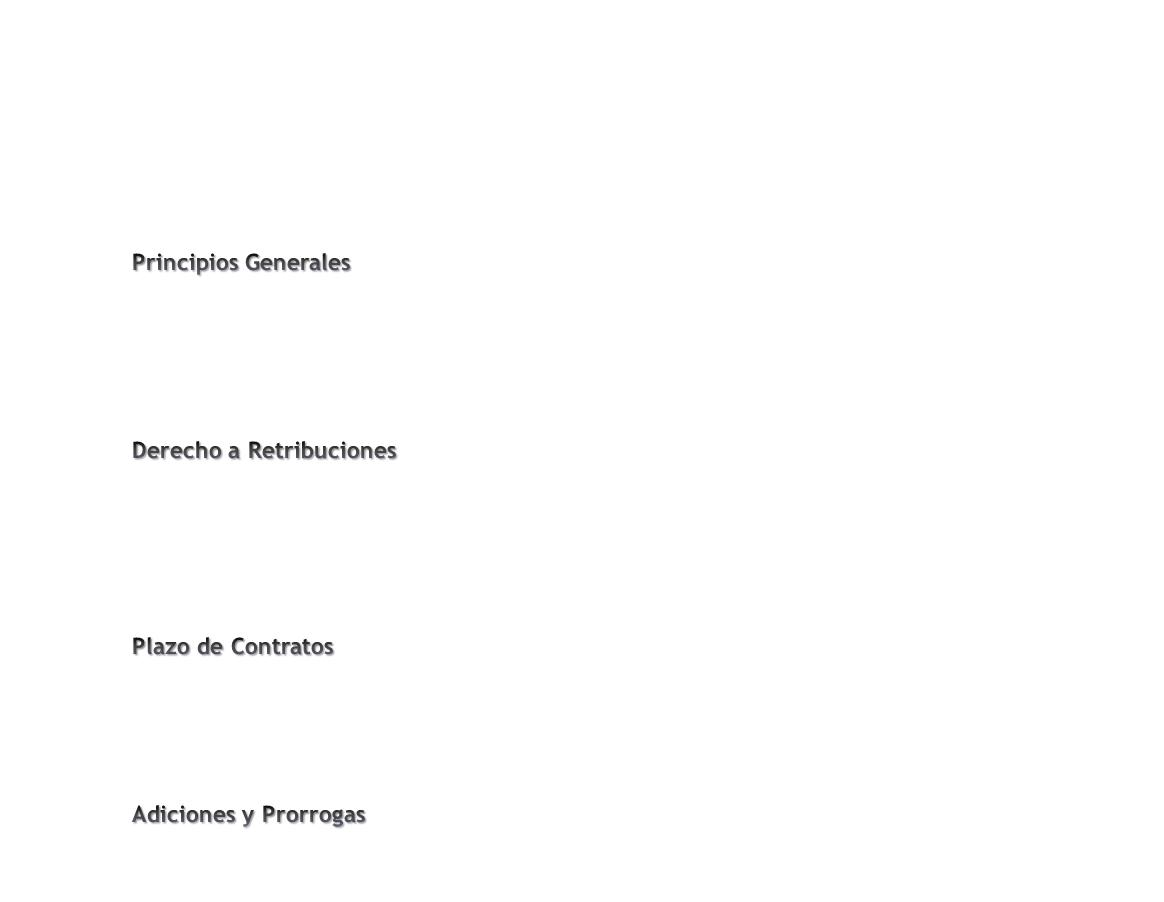 Principios Generales
Derecho a Retribuciones
Plazo de Contratos
Adiciones y Prorrogas